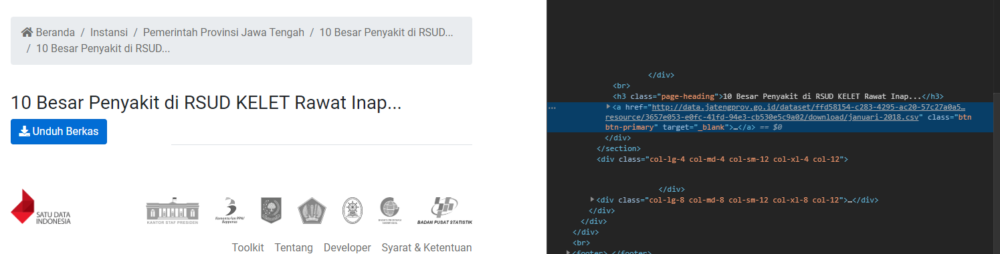 Beranda / Instansi / Pemerintah Provinsi Jawa Tengah / 10 Besar Penyakit di RSUD...
/ 10 Besar Penyakit di RSUD...
10 Besar Penyakit di RSUD KELET Rawat Inap...
Unduh Berkas
SATU DATA
INDONESIA
KANTOR STAF PRESIDEN
Kementerian PPN/
Bappenas
BADAN INFORMASI
GEOSPASIAL
BADAN PUSAT STATISTIK
Toolkit Tentang Developer Syarat & Ketentuan
</div>
<br>
<h3 class="page-heading">10 Besar Penyakit di RSUD KELET Rawat Inap...</h3>
<a href="http://data.jatengprov.go.id/dataset/ffd58154-c283-4295-ac20-57c27a0a5…
resource/3657e053-e0fc-41fd-94e3-cb530e5c9a02/download/januari-2018.csv" class="btn
btn-primary" target="_blank">…</a> == $0
</div>
</section>
<div class="col-lg-4 col-md-4 col-sm-12 col-xl-4 col-12">
</div>
<div class="col-lg-8 col-md-8 col-sm-12 col-xl-8 col-12">…</div>
</div>
</div>
</div>
<br>
<footer>…</footer>